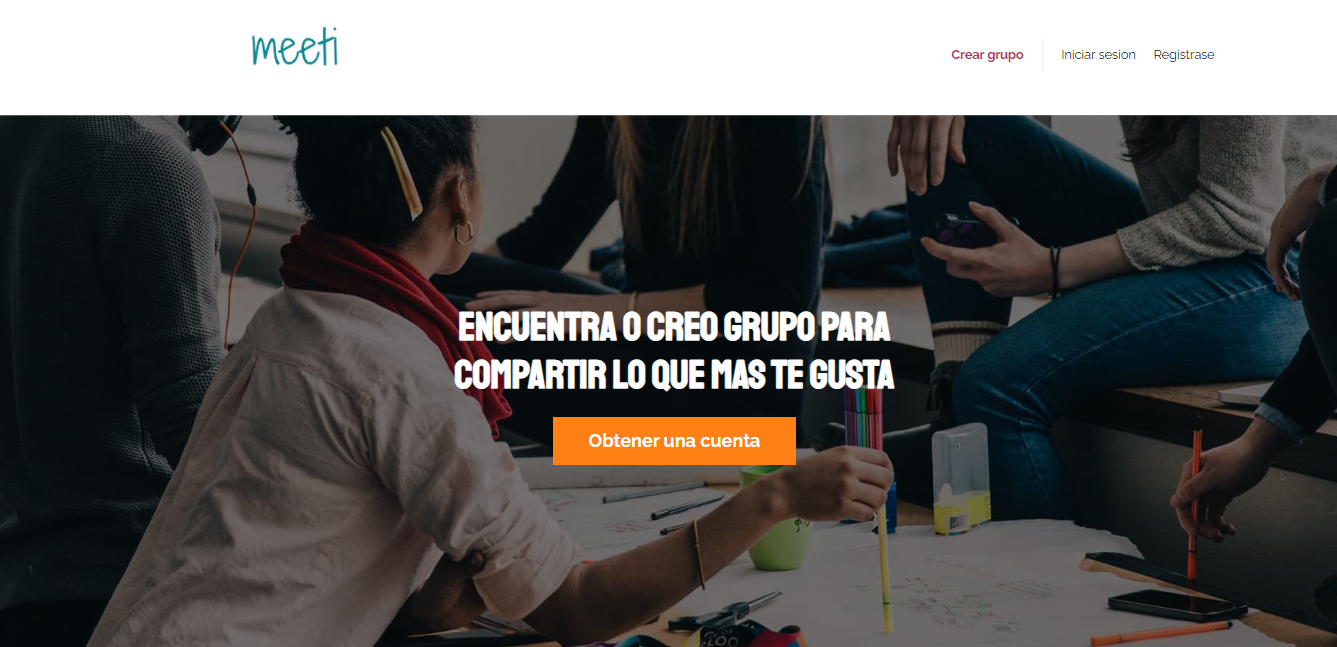 meeti
Crear grupo
Iniciar sesion
Registrase
ENCUENTRA O CREO GRUPO PARA
COMPARTIR LO QUE MAS TE GUSTA
Obtener una cuenta